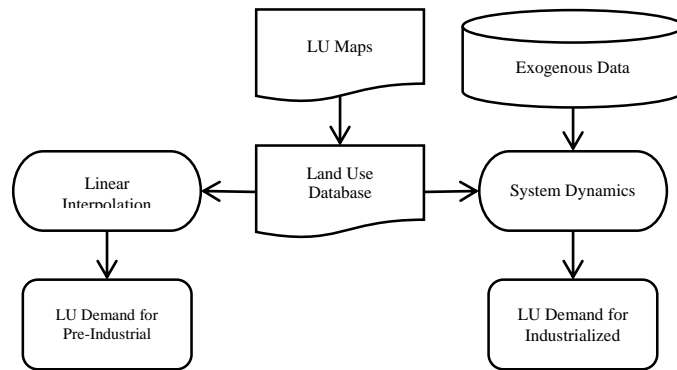 LU Maps
Exogenous Data
Linear
Interpolation
Land Use
Database
System Dynamics
LU Demand for
Pre-Industrial
LU Demand for
Industrialized